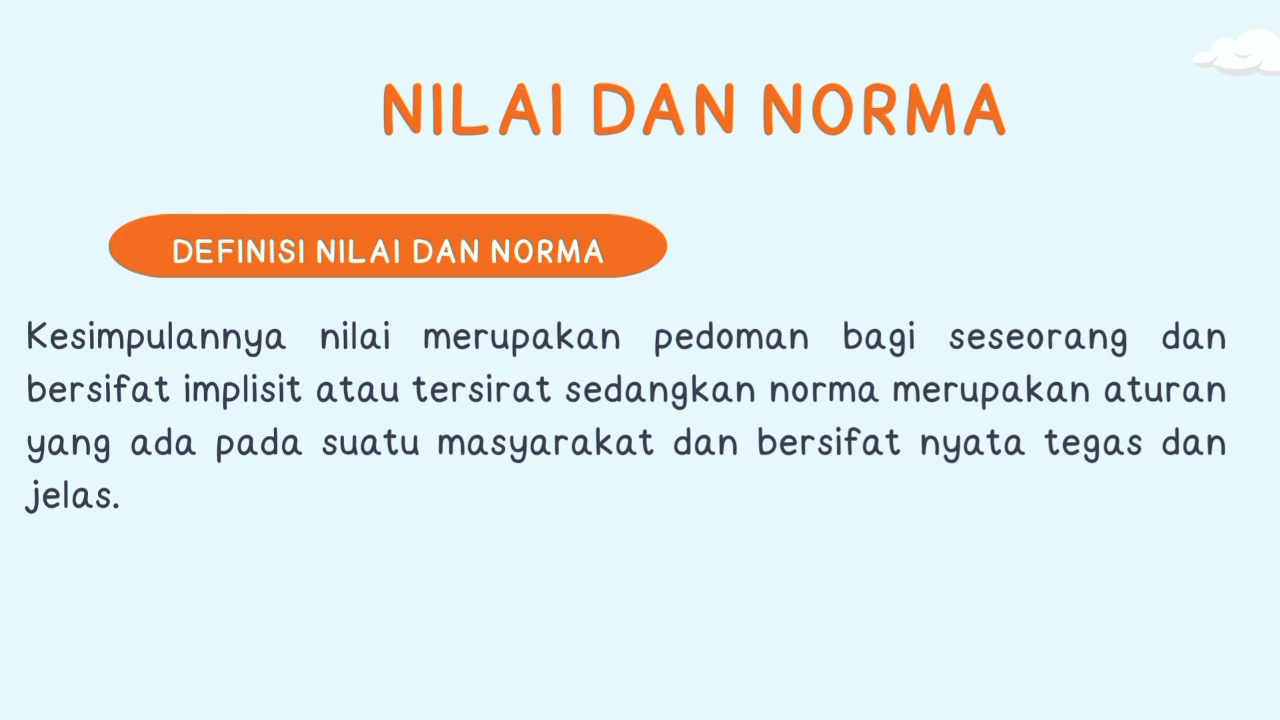 NILAI DAN NORMA
DEFINISI NILAI DAN NORMA
Kesimpulannya nilai merupakan pedoman bagi seseorang dan
bersifat implisit atau tersirat sedangkan norma merupakan aturan
yang ada pada suatu masyarakat dan bersifat nyata tegas dan
jelas.